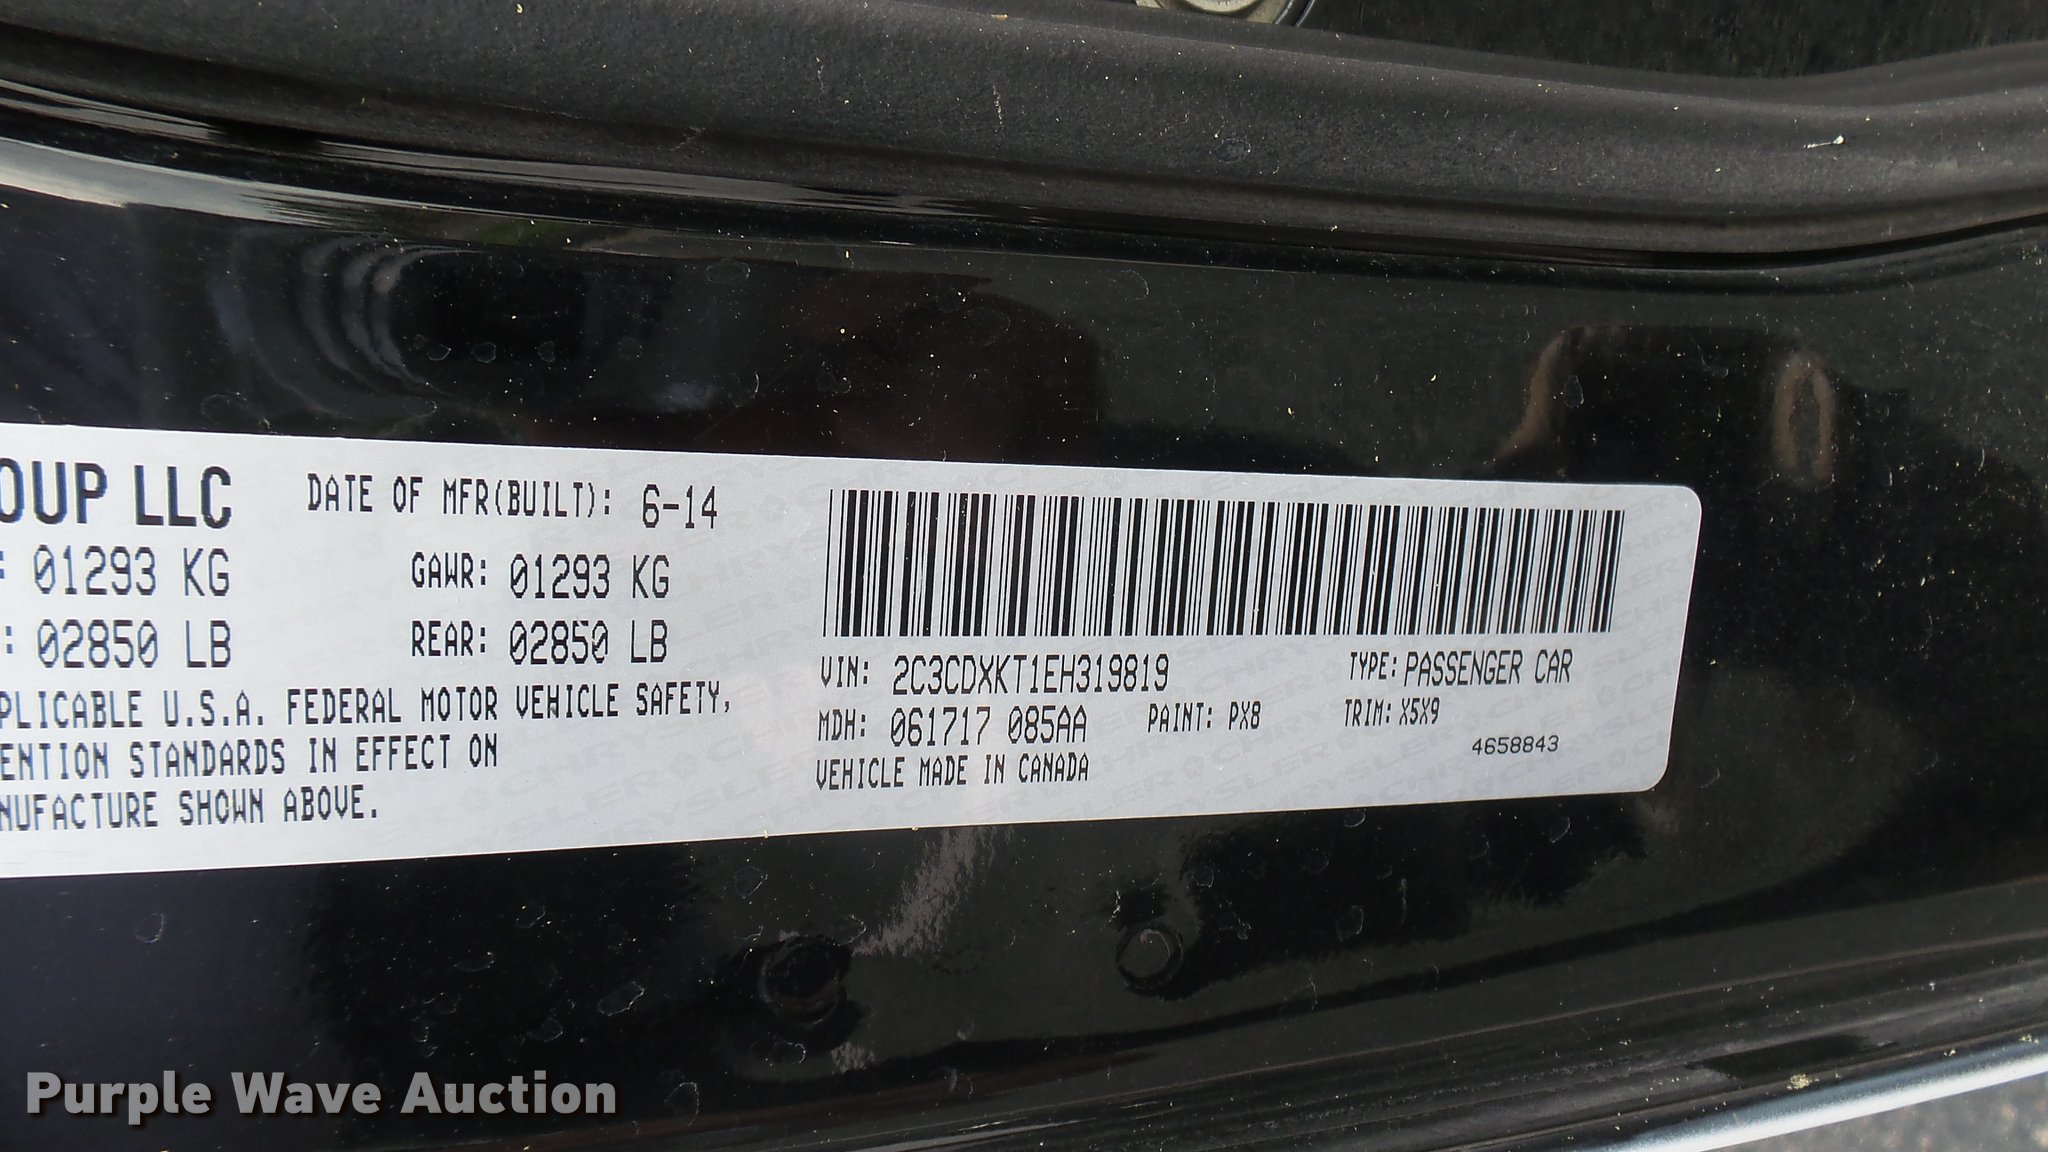 OUP LLC DATE OF MFR(BUILT): 6-14
: 01293 KG GAWR: 01293 KG
: 02850 LB REAR: 02850 LB
PLICABLE U.S.A. FEDERAL MOTOR VEHICLE SAFETY,
ENTION STANDARDS IN EFFECT ON
NUFACTURE SHOWN ABOVE.
VIN: 2C3CDXKT1EH319819 TYPE: PASSENGER CAR
MDH: 061717 085AA PAINT: PX8 TRIM: X5X9
VEHICLE MADE IN CANADA 4658843
Purple Wave Auction